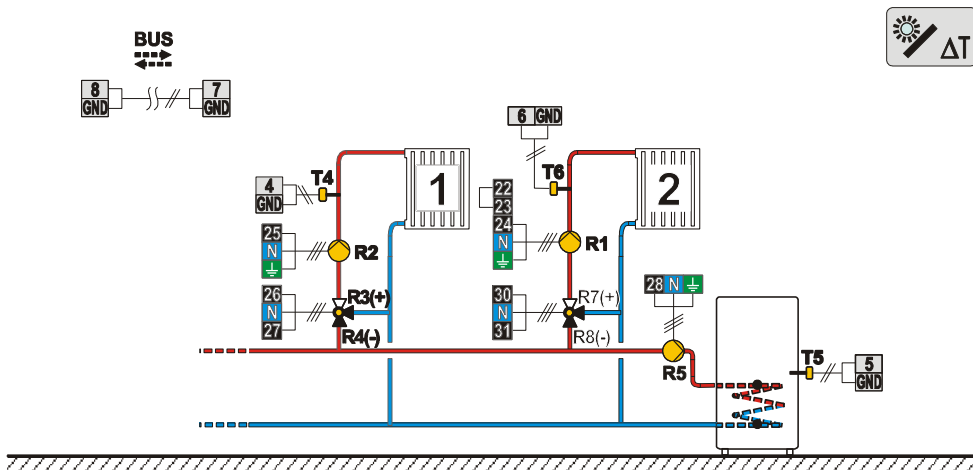 BUS
8
GND
7
GND
ΔT
6 GND
T4
4
GND
1
T6
2
22
23
24
N
25
N
R2
R1
26
N
27
R3(+)
R4(-)
30
N
31
R7(+)
R8(-)
28 N
R5
T5
5
GND